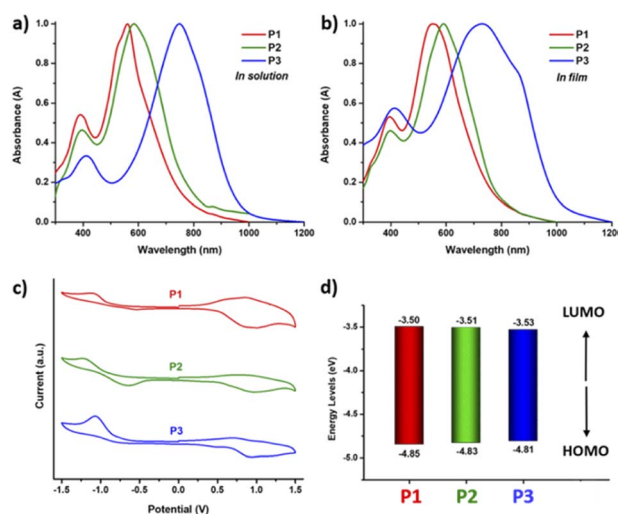 a)
P1
P2
P3
In solution
Absorbance (A)
1.0
0.8
0.6
0.4
0.2
0.0
400 600 800 1000 1200
Wavelength (nm)
b)
P1
P2
P3
In film
Absorbance (A)
1.0
0.8
0.6
0.4
0.2
0.0
400 600 800 1000 1200
Wavelength (nm)
c)
P1
P2
P3
Current (a.u.)
-1.5 -1.0 -0.5 0.0 0.5 1.0 1.5
Potential (V)
d)
-3.50 -3.51 -3.53
LUMO
Energy Levels (eV)
-3.5
-4.0
-4.5
-5.0
HOMO
-4.85 -4.83 -4.81
P1 P2 P3